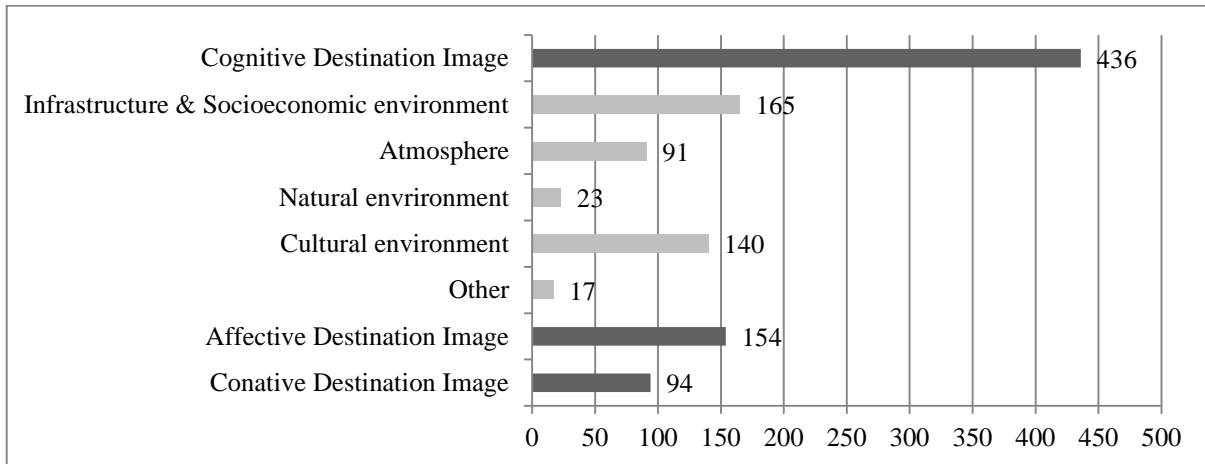 Cognitive Destination Image 436
Infrastructure & Socioeconomic environment 165
Atmosphere 91
Natural envrironment 23
Cultural environment 140
Other 17
Affective Destination Image 154
Conative Destination Image 94
0 50 100 150 200 250 300 350 400 450 500